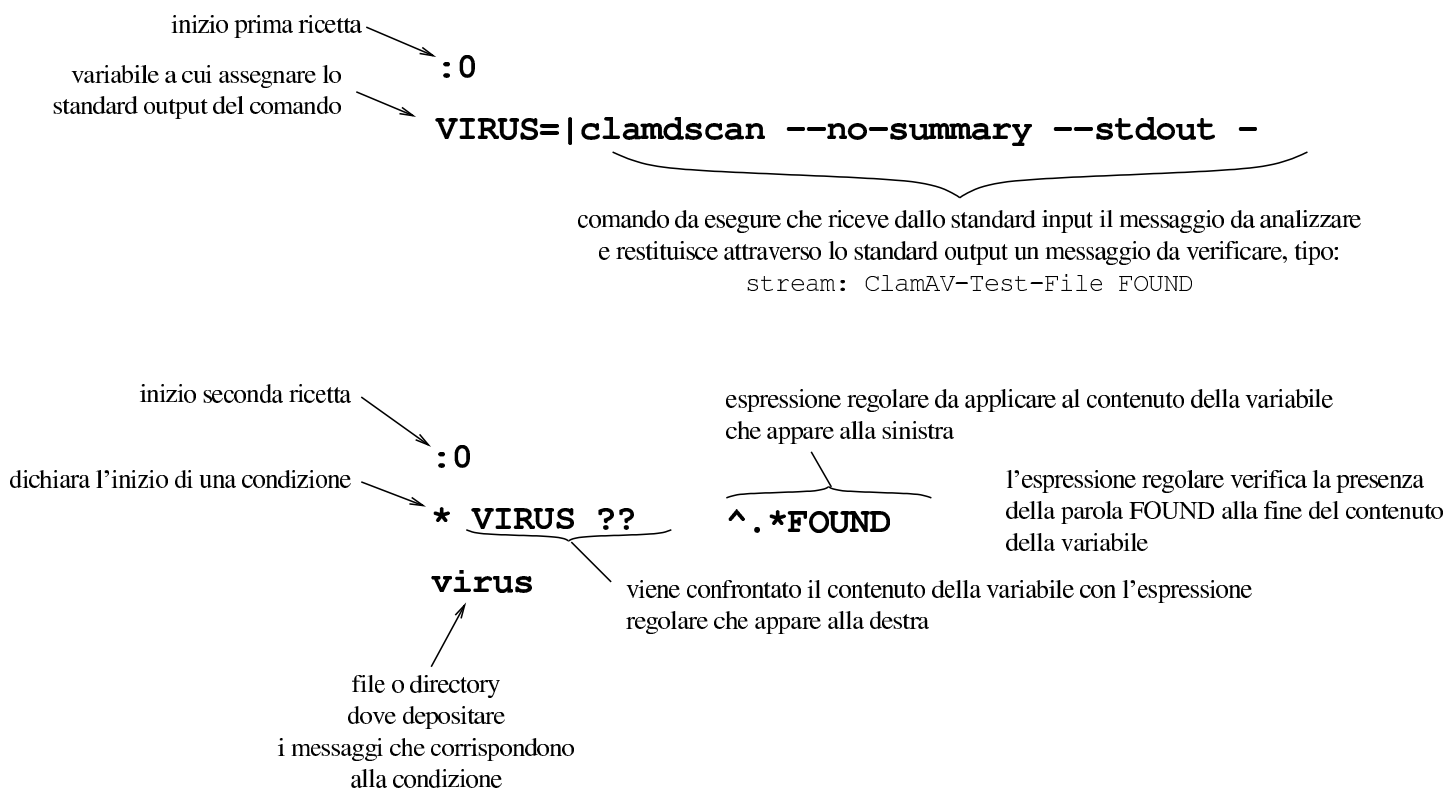 inizio prima ricetta
:0
variabile a cui assegnare lo
standard output del comando
VIRUS=|clamdscan --no-summary --stdout -
comando da esegure che riceve dallo standard input il messaggio da analizzare
e restituisce attraverso lo standard output un messaggio da verificare, tipo:
stream: ClamAV-Test-File FOUND
inizio seconda ricetta
:0
espressione regolare da applicare al contenuto della variabile
che appare alla sinistra
dichiara l'inizio di una condizione
* VIRUS ?? ^.*FOUND
l'espressione regolare verifica la presenza
della parola FOUND alla fine del contenuto
della variabile
virus
viene confrontato il contenuto della variabile con l'espressione
regolare che appare alla destra
file o directory
dove depositare
i messaggi che corrispondono
alla condizione